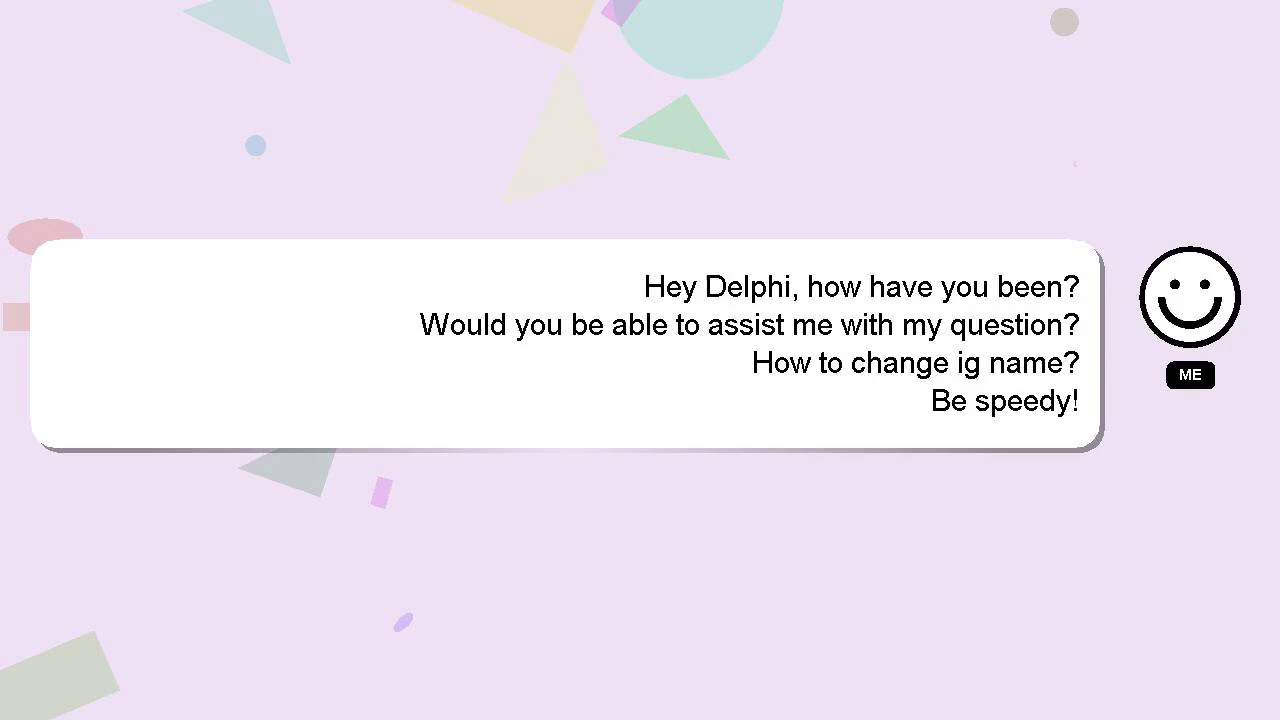 Hey Delphi, how have you been?
Would you be able to assist me with my question?
How to change ig name?
Be speedy!
ME